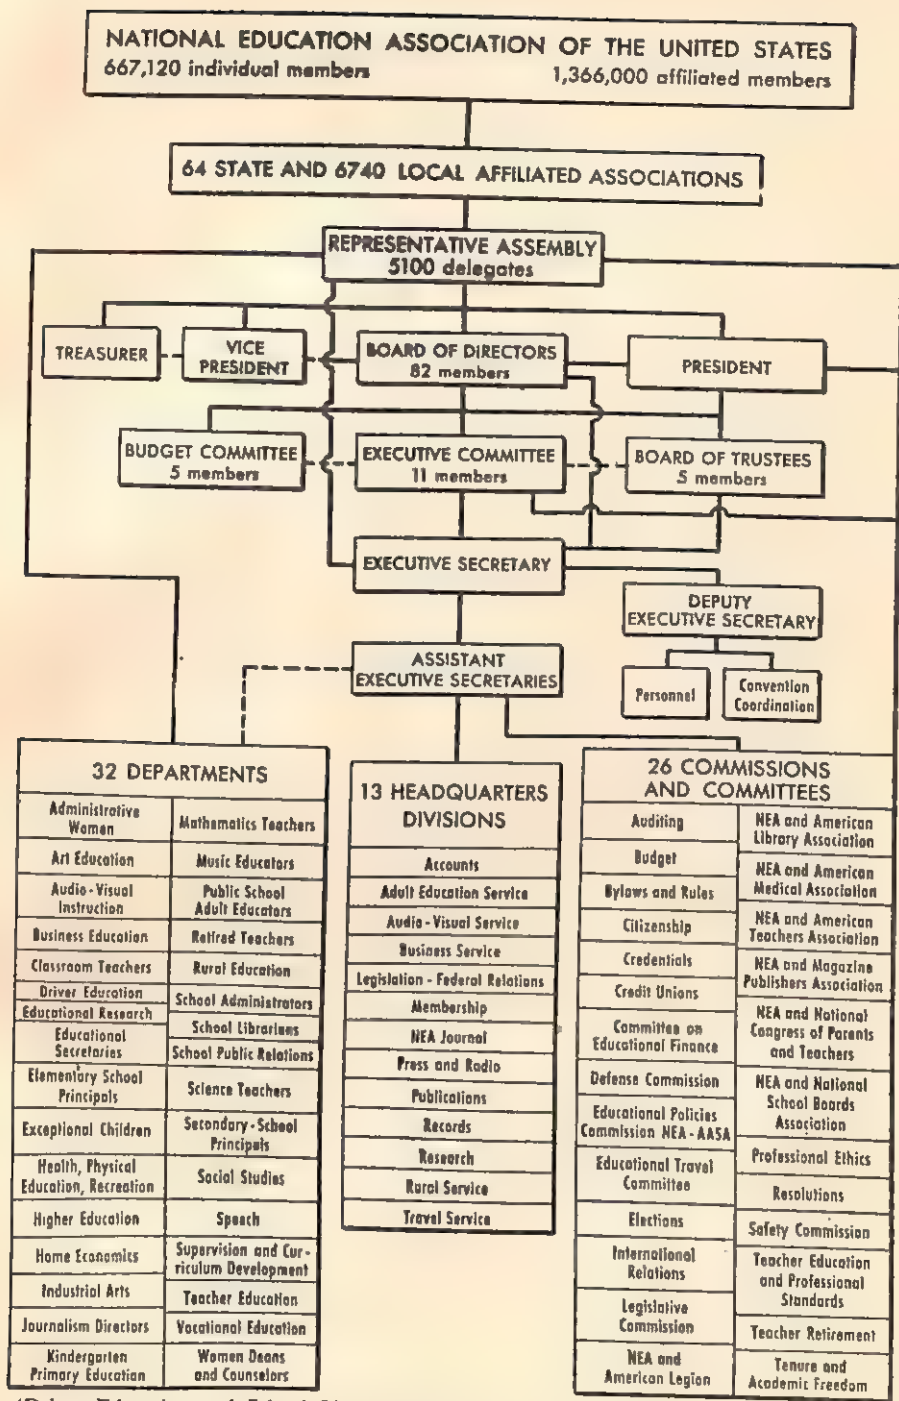 NATIONAL EDUCATION ASSOCIATION OF THE UNITED STATES
667,120 individual members 1,366,000 affiliated members
64 STATE AND 6740 LOCAL AFFILIATED ASSOCIATIONS
REPRESENTATIVE ASSEMBLY
5100 delegates
TREASURER
VICE
PRESIDENT
BOARD OF DIRECTORS
82 members
PRESIDENT
BUDGET COMMITTEE
5 members
EXECUTIVE COMMITTEE
11 members
BOARD OF TRUSTEES
5 members
EXECUTIVE SECRETARY
DEPUTY
EXECUTIVE SECRETARY
ASSISTANT
EXECUTIVE SECRETARIES
Personnel
Convention
Coordination
32 DEPARTMENTS
Administrative
Women
Art Education
Audio-Visual
Instruction
Business Education
Classroom Teachers
Driver Education
Educational Research
Educational
Secretaries
Elementary School
Principals
Exceptional Children
Health, Physical
Education, Recreation
Higher Education
Home Economics
Industrial Arts
Journalism Directors
Kindergarten
Primary Education
Mathematics Teachers
Music Educators
Public School
Adult Educators
Retired Teachers
Rural Education
School Administrators
School Librarians
School Public Relations
Science Teachers
Secondary-School
Principals
Social Studies
Speech
Supervision and Cur-
riculum Development
Teacher Education
Vocational Education
Women Deans
and Counselors
13 HEADQUARTERS
DIVISIONS
Accounts
Adult Education Service
Audio-Visual Service
Business Service
Legislation - Federal Relations
Membership
NEA Journal
Press and Radio
Publications
Records
Research
Rural Service
Travel Service
26 COMMISSIONS
AND COMMITTEES
Auditing
Budget
Bylaws and Rules
Citizenship
Credentials
Credit Unions
Committee on
Educational Finance
Defense Commission
Educational Policies
Commission NEA-AASA
Educational Travel
Committee
Elections
International
Relations
Legislative
Commission
NEA and
American Legion
NEA and American
Library Association
NEA and American
Medical Association
NEA and American
Teachers Association
NEA and Magazine
Publishers Association
NEA and National
Congress of Parents
and Teachers
NEA and National
School Boards
Association
Professional Ethics
Resolutions
Safety Commission
Teacher Education
and Professional
Standards
Teacher Retirement
Tenure and
Academic Freedom